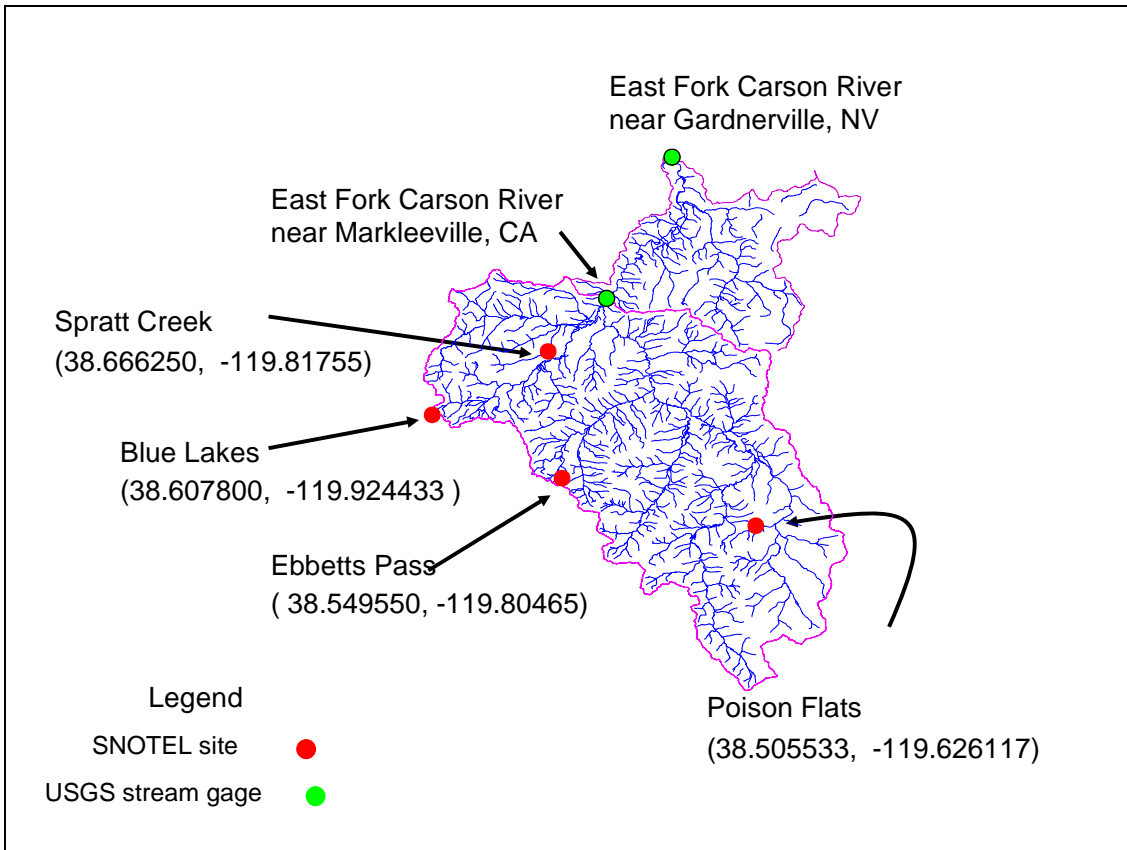 East Fork Carson River
near Gardnerville, NV
East Fork Carson River
near Markleeville, CA
Spratt Creek
(38.666250, -119.81755)
Blue Lakes
(38.607800, -119.924433 )
Ebbetts Pass
( 38.549550, -119.80465)
Poison Flats
(38.505533, -119.626117)
Legend
SNOTEL site
USGS stream gage